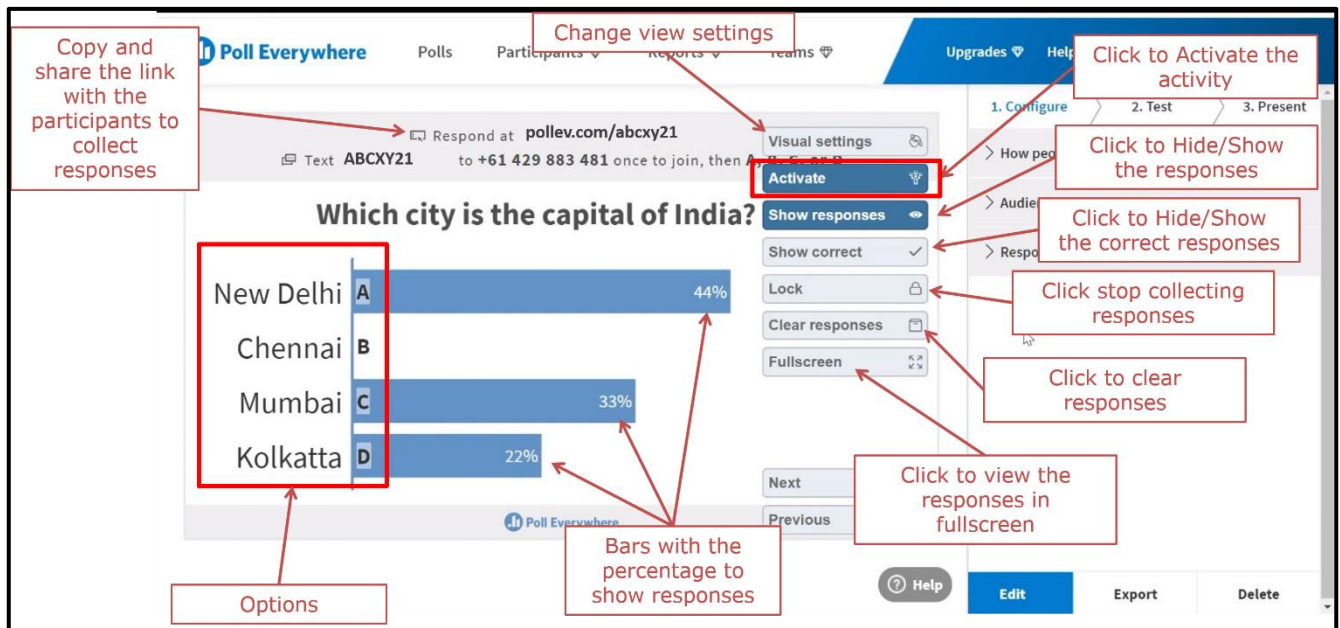 Copy and
share the link
with the
participants to
collect
responses
Change view settings
Click to Activate the
activity
Poll Everywhere
Polls
Participants
Reports
Teams
Upgrades
Help
1. Configure
2. Test
3. Present
Respond at pollev.com/abcxy21
Text ABCXY21 to +61 429 883 481 once to join, then A, B, C, or D
Visual settings
Activate
Show responses
Show correct
Lock
Clear responses
Fullscreen
Next
Previous
Click to Hide/Show
the responses
Click to Hide/Show
the correct responses
Click stop collecting
responses
Click to clear
responses
Click to view the
responses in
fullscreen
Which city is the capital of India?
New Delhi A 44%
Chennai B
Mumbai C 33%
Kolkatta D 22%
Poll Everywhere
Bars with the
percentage to
show responses
Options
Help
Edit
Export
Delete